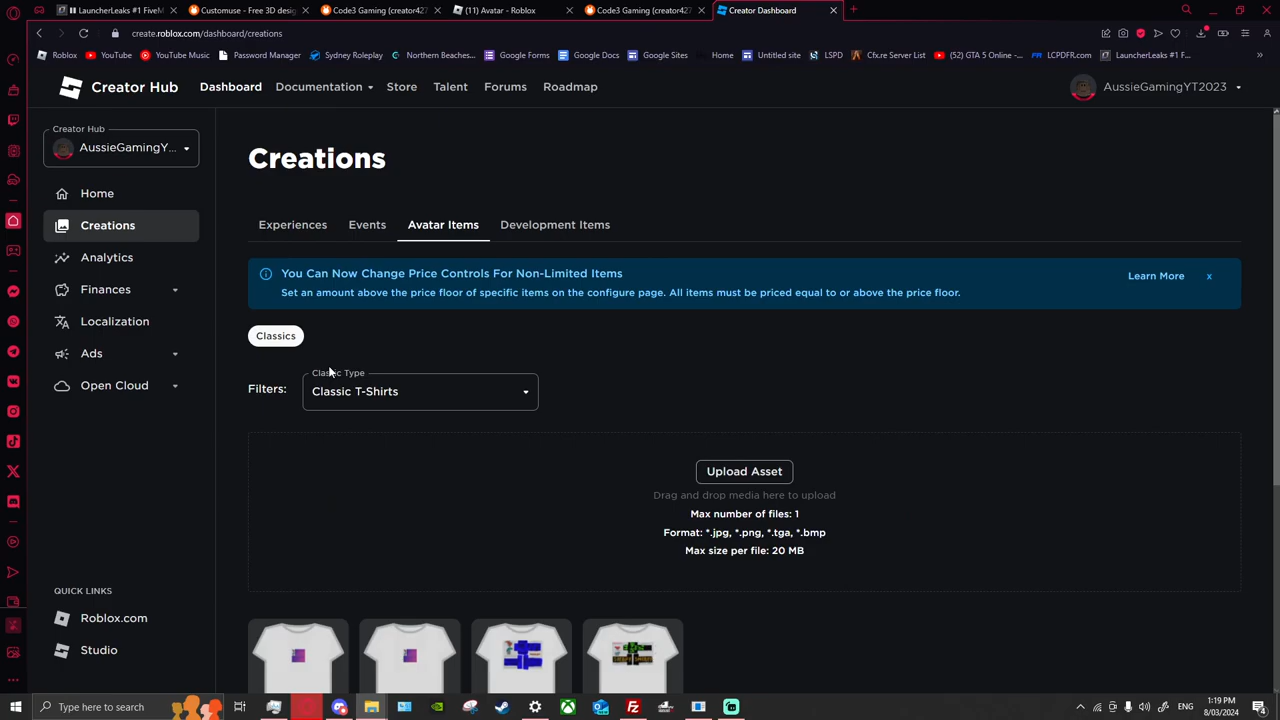 LauncherLeaks #1 FiveM
Customuse - Free 3D desig
Code3 Gaming (creator427
(11) Avatar - Roblox
Code3 Gaming (creator427
Creator Dashboard
create.roblox.com/dashboard/creations
Roblox
YouTube
YouTube Music
Password Manager
Sydney Roleplay
Northern Beaches...
Google Forms
Google Docs
Google Sites
Home
Untitled site
LSPD
Cfx.re Server List
(52) GTA 5 Online -...
LCPDFR.com
LauncherLeaks #1 F...
Creator Hub
Dashboard
Documentation
Store
Talent
Forums
Roadmap
AussieGamingYT2023
Creator Hub
AussieGamingY...
Home
Creations
Analytics
Finances
Localization
Ads
Open Cloud
QUICK LINKS
Roblox.com
Studio
Creations
Experiences
Events
Avatar Items
Development Items
You Can Now Change Price Controls For Non-Limited Items
Set an amount above the price floor of specific items on the configure page. All items must be priced equal to or above the price floor.
Learn More
x
Classics
Filters:
Classic Type
Classic T-Shirts
Upload Asset
Drag and drop media here to upload
Max number of files: 1
Format: *.jpg, *.png, *.tga, *.bmp
Max size per file: 20 MB
Type here to search
ENG
1:19 PM
8/03/2024